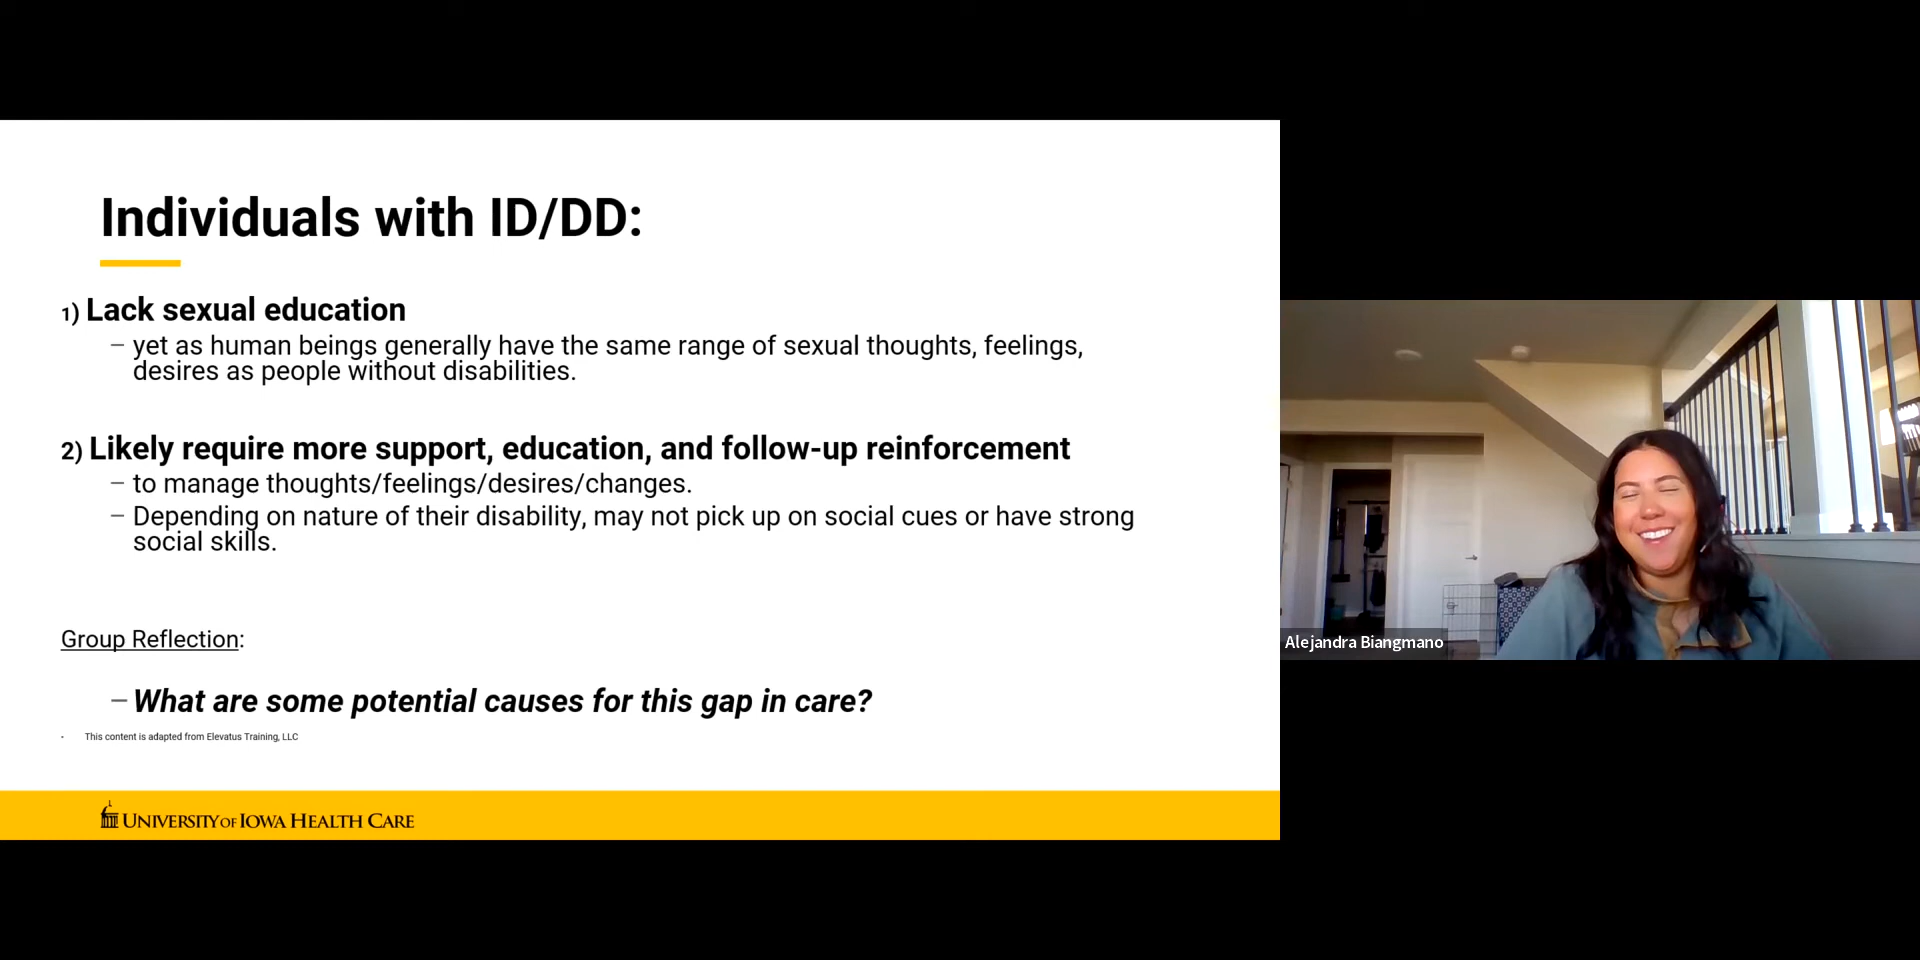 Individuals with ID/DD:
1) Lack sexual education
– yet as human beings generally have the same range of sexual thoughts, feelings,
desires as people without disabilities.
2) Likely require more support, education, and follow-up reinforcement
– to manage thoughts/feelings/desires/changes.
– Depending on nature of their disability, may not pick up on social cues or have strong
social skills.
Group Reflection:
– What are some potential causes for this gap in care?
• This content is adapted from Elevatus Training, LLC
UNIVERSITY OF IOWA HEALTH CARE
Alejandra Biangmano